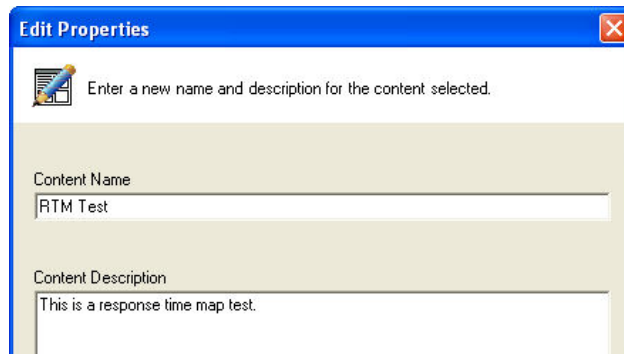 Edit Properties
Enter a new name and description for the content selected.
Content Name
RTM Test
Content Description
This is a response time map test.